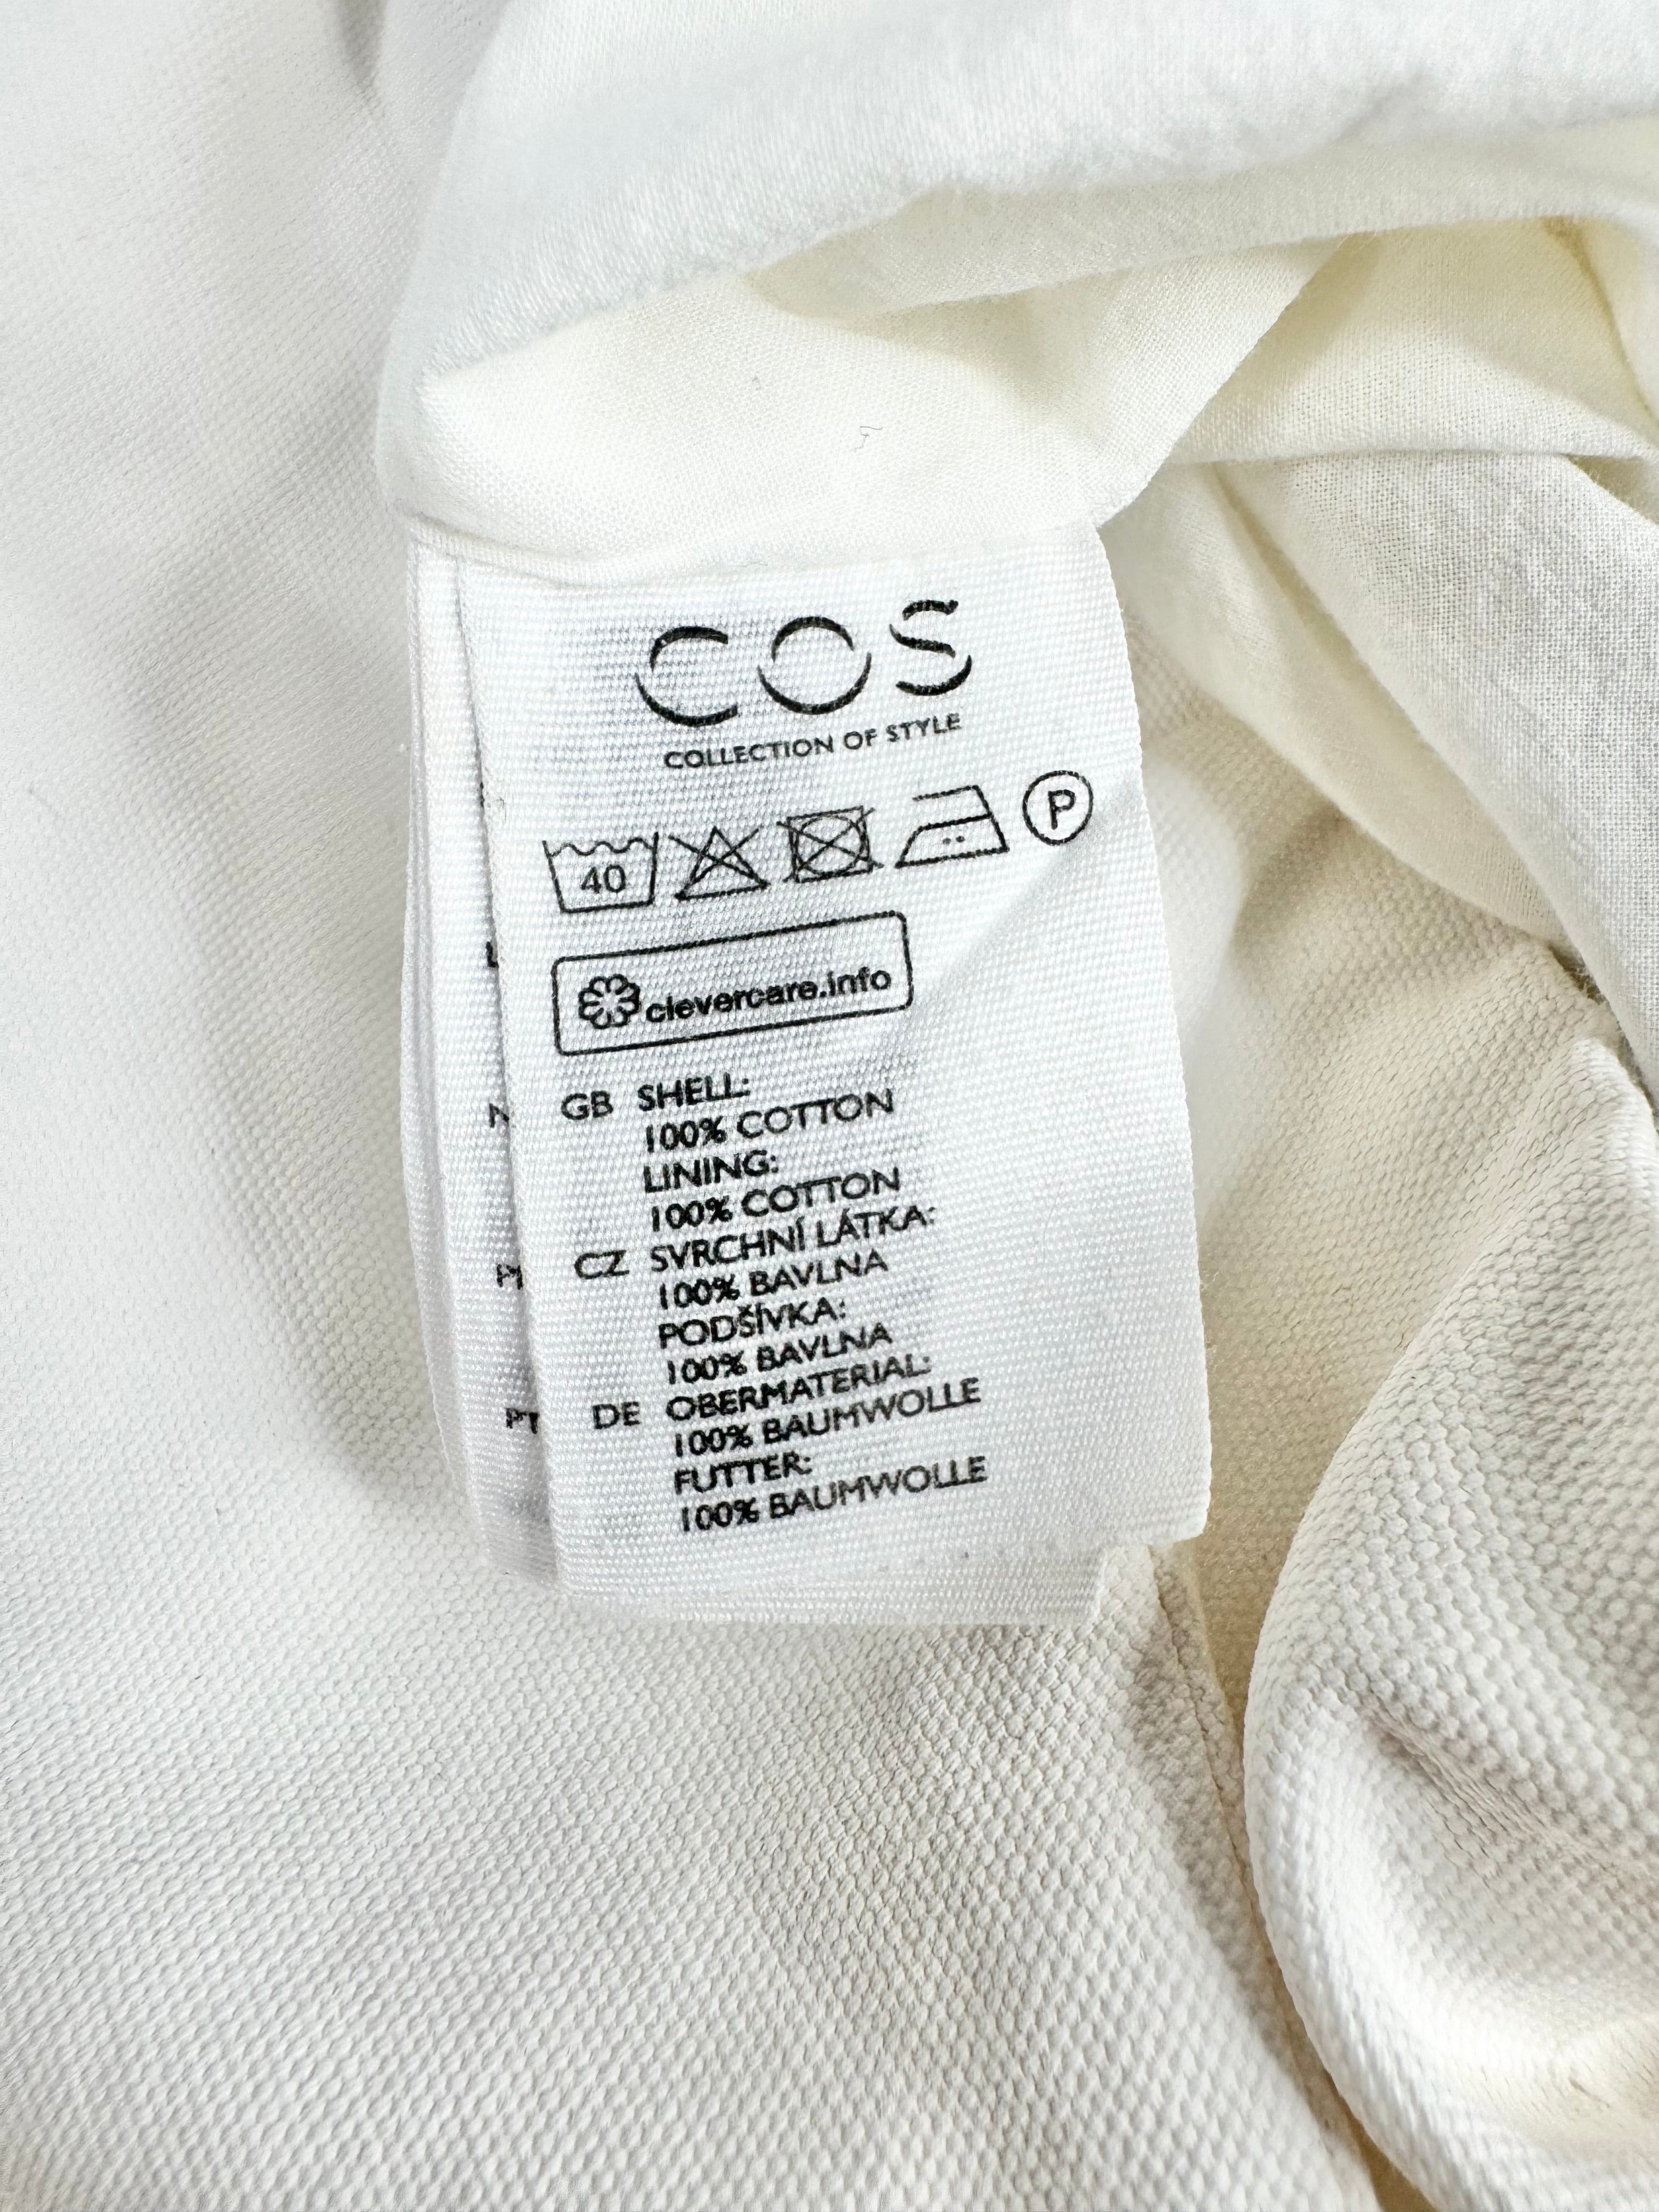 COS
COLLECTION OF STYLE
40
P
clevercare.info
GB SHELL:
100% COTTON
LINING:
100% COTTON
CZ SVRCHNÍ LÁTKA:
100% BAVLNA
PODŠÍVKA:
100% BAVLNA
DE OBERMATERIAL:
100% BAUMWOLLE
FUTTER:
100% BAUMWOLLE